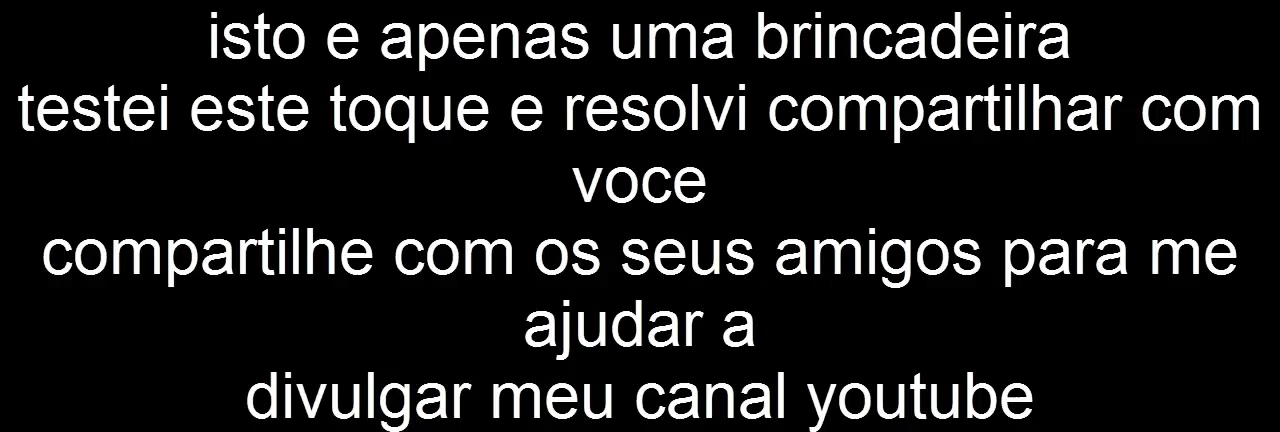 isto e apenas uma brincadeira
testei este toque e resolvi compartilhar com
voce
compartilhe com os seus amigos para me
ajudar a
divulgar meu canal youtube